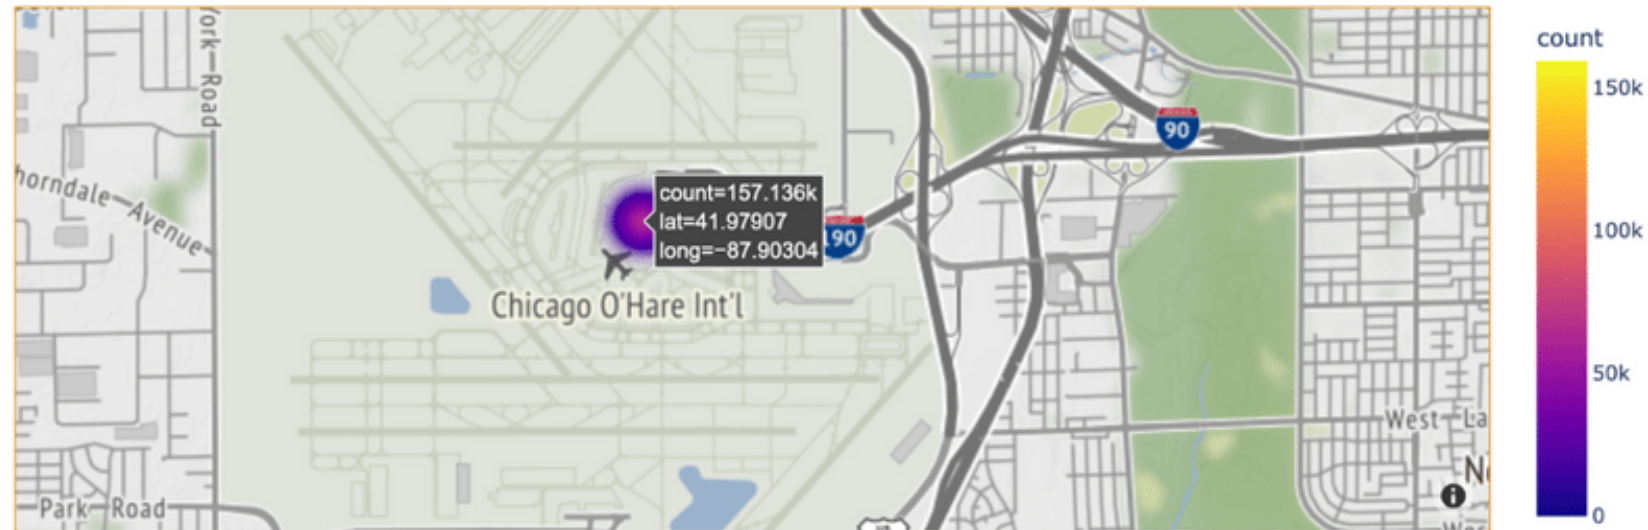 York Road
horndale Avenue
Park Road
Chicago O'Hare Int'l
count=157.136k
lat=41.97907
long=−87.90304
190
90
West La
N
count
150k
100k
50k
0